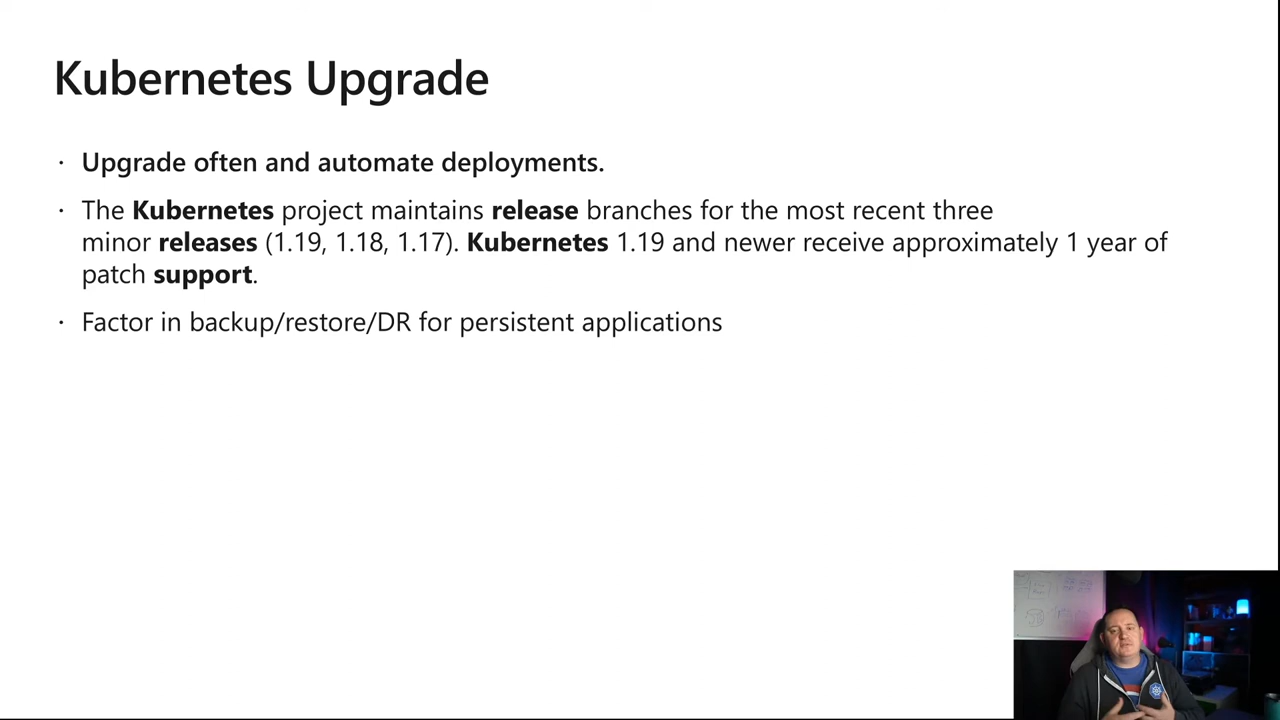 Kubernetes Upgrade
· Upgrade often and automate deployments.
· The Kubernetes project maintains release branches for the most recent three
minor releases (1.19, 1.18, 1.17). Kubernetes 1.19 and newer receive approximately 1 year of
patch support.
· Factor in backup/restore/DR for persistent applications